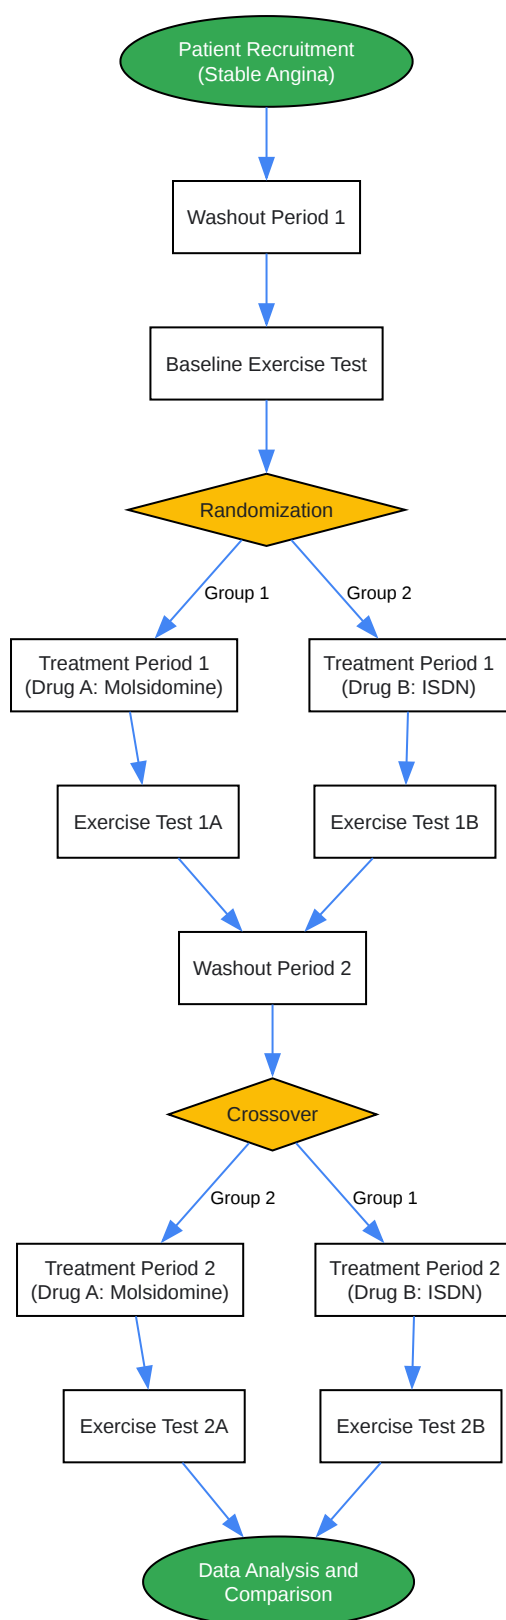 Patient Recruitment
(Stable Angina)
Washout Period 1
Baseline Exercise Test
Randomization
Group 1
Group 2
Treatment Period 1
(Drug A: Molsidomine)
Treatment Period 1
(Drug B: ISDN)
Exercise Test 1A
Exercise Test 1B
Washout Period 2
Crossover
Group 2
Group 1
Treatment Period 2
(Drug A: Molsidomine)
Treatment Period 2
(Drug B: ISDN)
Exercise Test 2A
Exercise Test 2B
Data Analysis and
Comparison